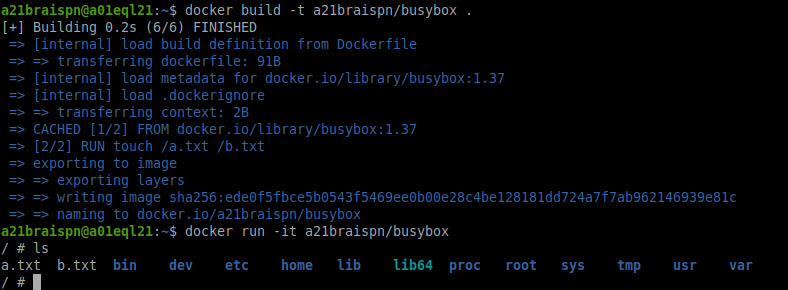 a21braispn@a01eql21:~$ docker build -t a21braispn/busybox .
[+] Building 0.2s (6/6) FINISHED
=> [internal] load build definition from Dockerfile
=> => transferring dockerfile: 91B
=> [internal] load metadata for docker.io/library/busybox:1.37
=> [internal] load .dockerignore
=> => transferring context: 2B
=> CACHED [1/2] FROM docker.io/library/busybox:1.37
=> [2/2] RUN touch /a.txt /b.txt
=> exporting to image
=> => exporting layers
=> => writing image sha256:ede0f5fbce5b0543f5469ee0b00e28c4be128181dd724a7f7ab962146939e81c
=> => naming to docker.io/a21braispn/busybox
a21braispn@a01eql21:~$ docker run -it a21braispn/busybox
/ # ls
a.txt b.txt bin dev etc home lib lib64 proc root sys tmp usr var
/ #